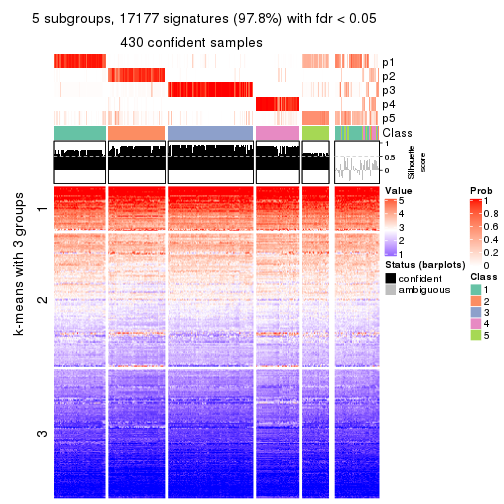 5 subgroups, 17177 signatures (97.8%) with fdr < 0.05
430 confident samples
p1
p2
p3
p4
p5
Class
1
0.5
0
Silhouette
score
k-means with 3 groups
1
2
3
Value
5
4
3
2
1
Status (barplots)
confident
ambiguous
Prob
1
0.8
0.6
0.4
0.2
0
Class
1
2
3
4
5